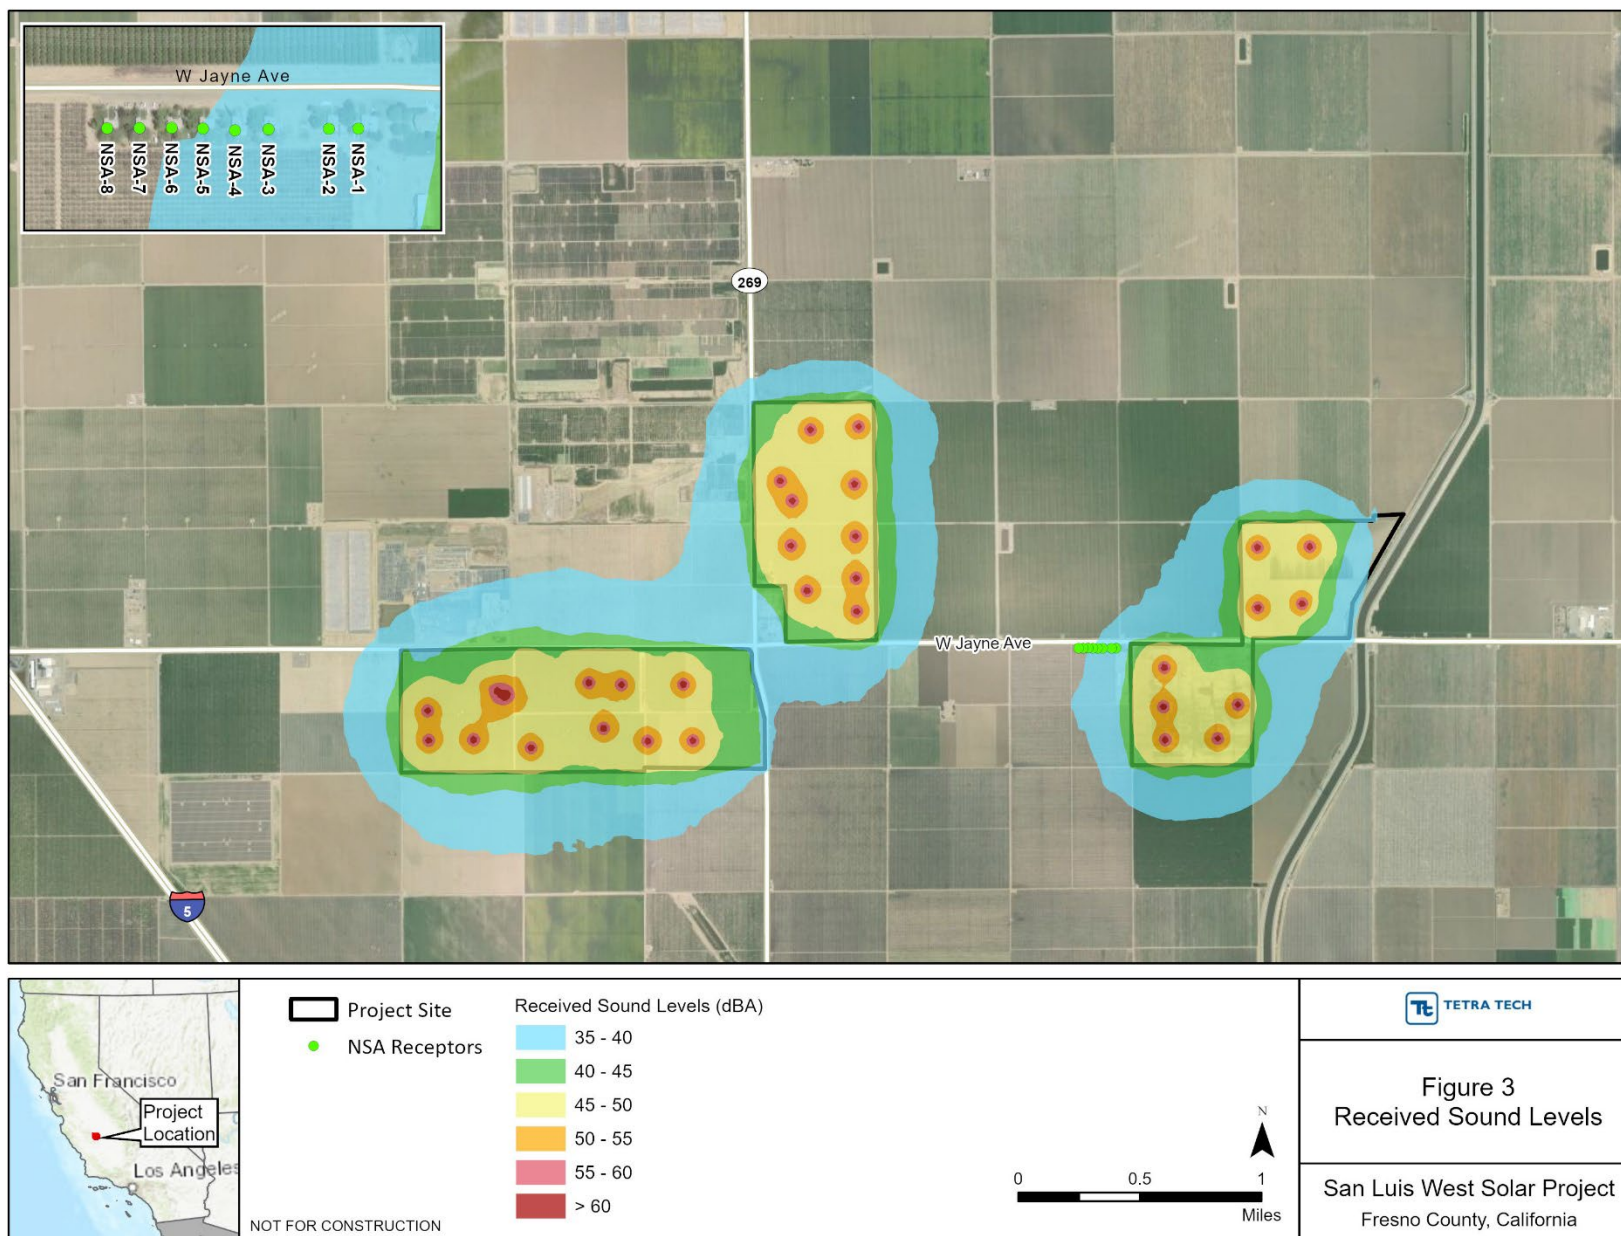 W Jayne Ave
NSA-8
NSA-7
NSA-6
NSA-5
NSA-4
NSA-3
NSA-2
NSA-1
269
W Jayne Ave
5
San Francisco
Project
Location
Los Angeles
NOT FOR CONSTRUCTION
Project Site
NSA Receptors
Received Sound Levels (dBA)
35 - 40
40 - 45
45 - 50
50 - 55
55 - 60
> 60
N
0 0.5 1
Miles
Tt TETRA TECH
Figure 3
Received Sound Levels
San Luis West Solar Project
Fresno County, California